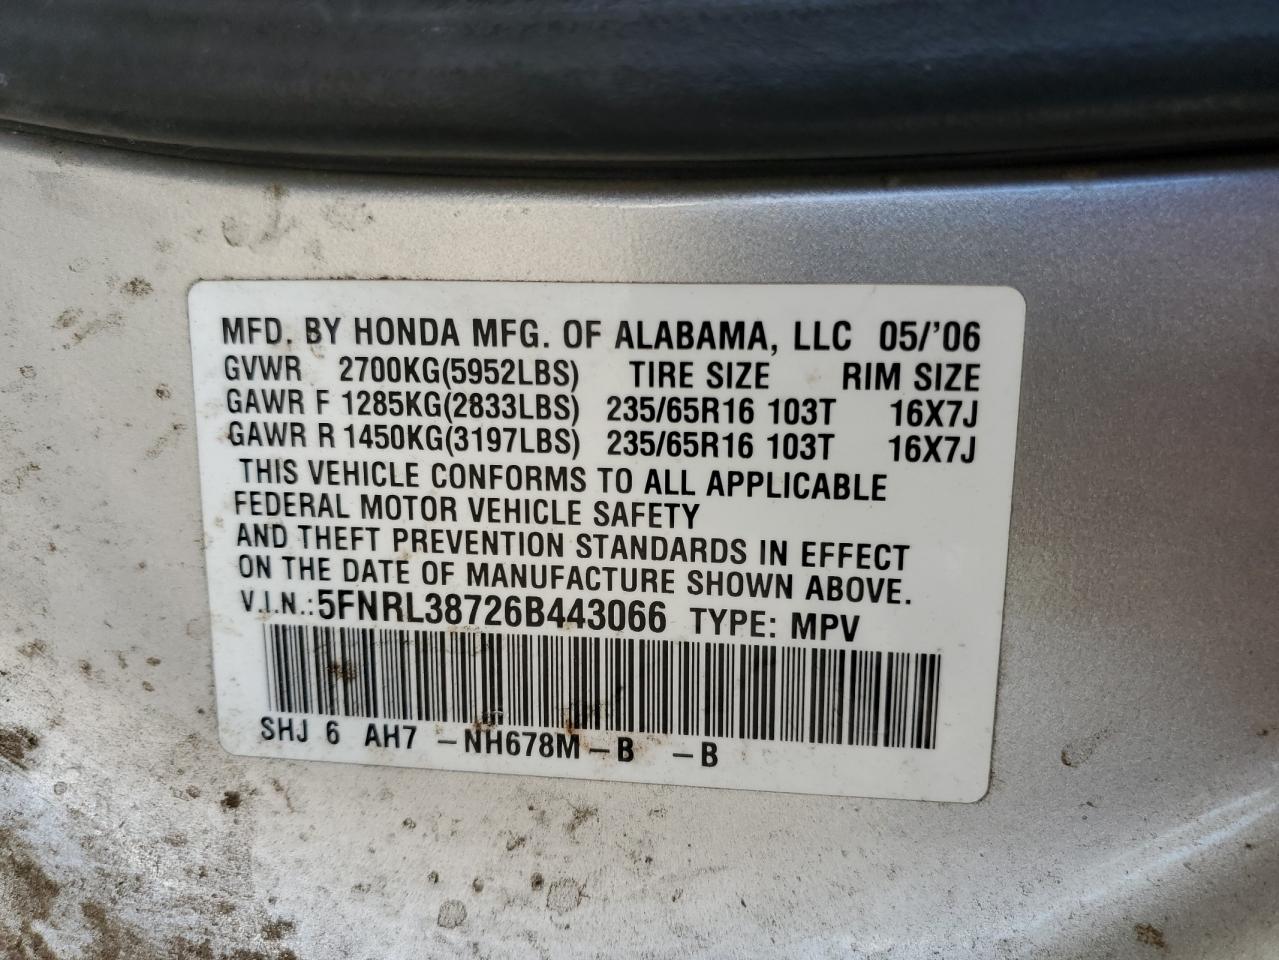 MFD. BY HONDA MFG. OF ALABAMA, LLC 05/'06
GVWR 2700KG(5952LBS) TIRE SIZE RIM SIZE
GAWR F 1285KG(2833LBS) 235/65R16 103T 16X7J
GAWR R 1450KG(3197LBS) 235/65R16 103T 16X7J
THIS VEHICLE CONFORMS TO ALL APPLICABLE
FEDERAL MOTOR VEHICLE SAFETY
AND THEFT PREVENTION STANDARDS IN EFFECT
ON THE DATE OF MANUFACTURE SHOWN ABOVE.
V.I.N.: 5FNRL38726B443066 TYPE: MPV
SHJ 6 AH7 -NH678M-B -B